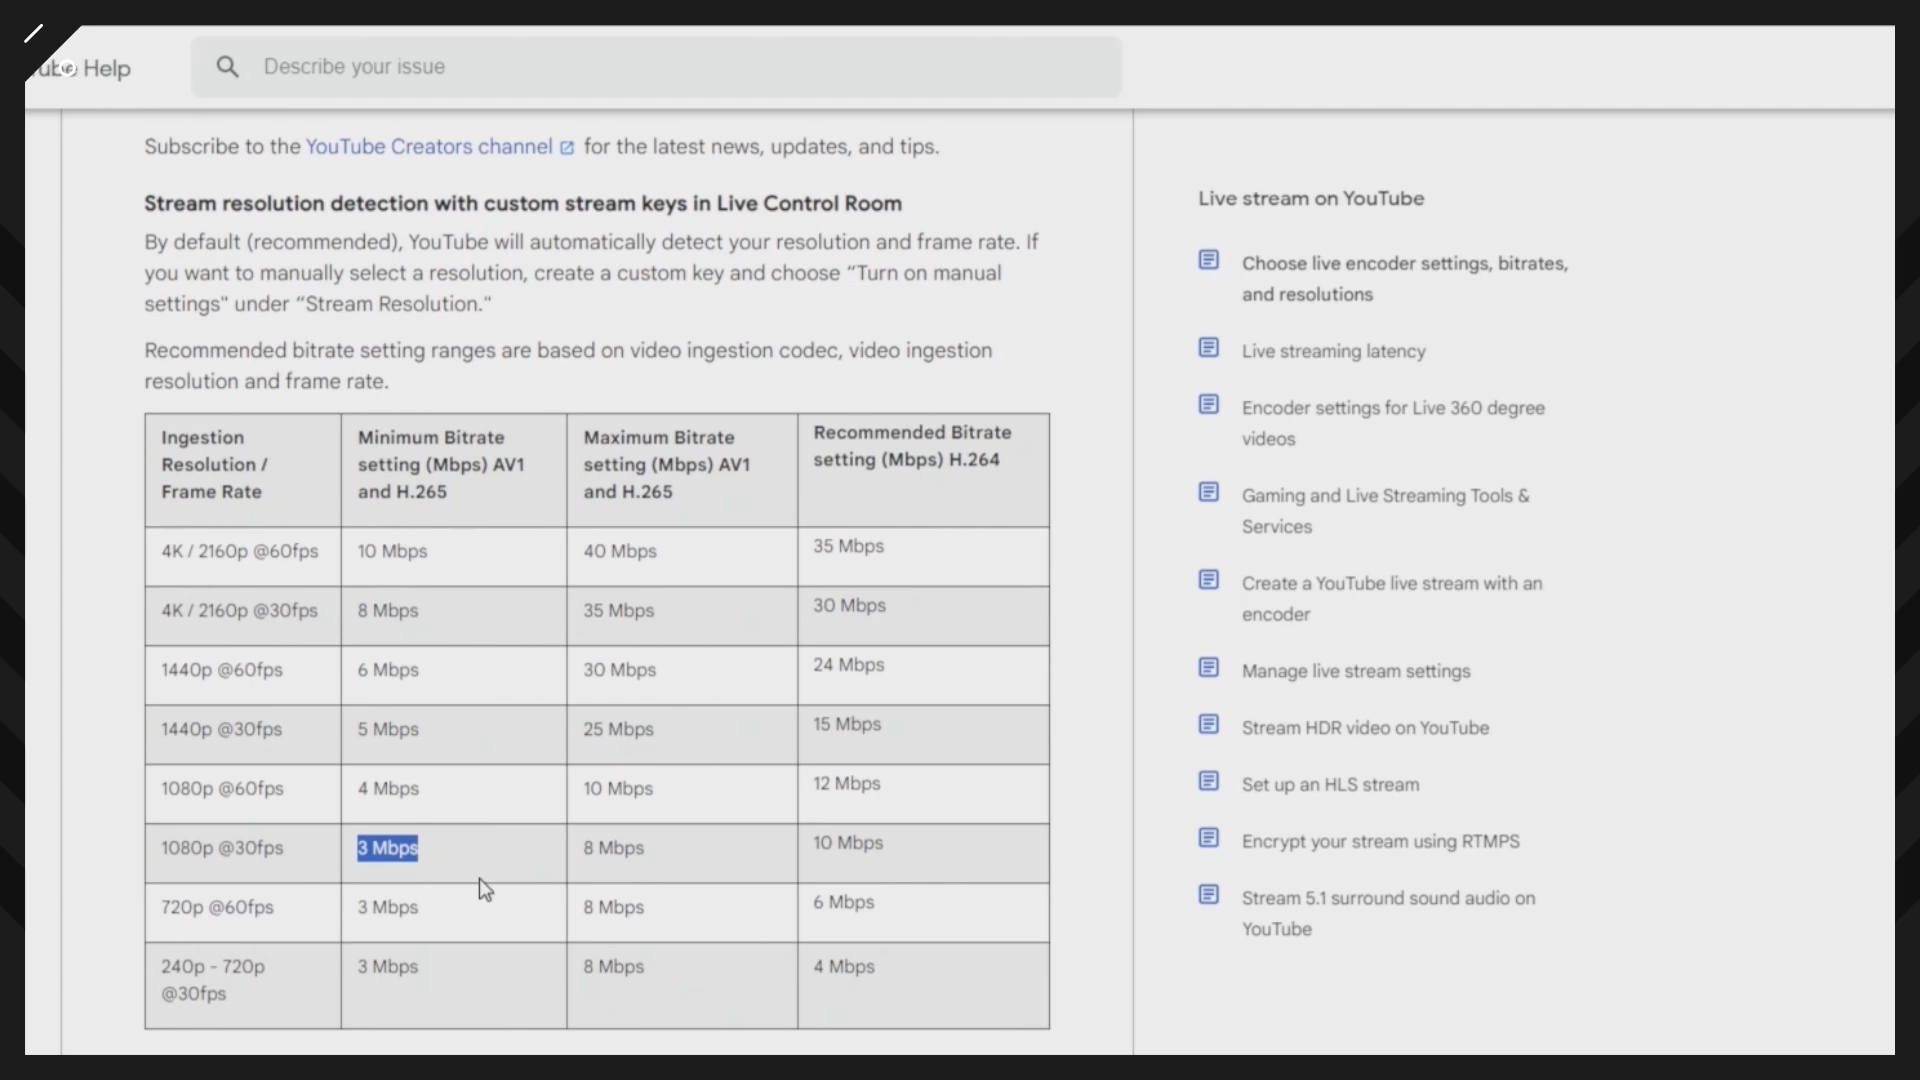 Help
Describe your issue
Subscribe to the YouTube Creators channel for the latest news, updates, and tips.
Stream resolution detection with custom stream keys in Live Control Room
By default (recommended), YouTube will automatically detect your resolution and frame rate. If
you want to manually select a resolution, create a custom key and choose “Turn on manual
settings" under “Stream Resolution."
Recommended bitrate setting ranges are based on video ingestion codec, video ingestion
resolution and frame rate.
Ingestion Resolution / Frame Rate
Minimum Bitrate setting (Mbps) AV1 and H.265
Maximum Bitrate setting (Mbps) AV1 and H.265
Recommended Bitrate setting (Mbps) H.264
4K / 2160p @60fps 10 Mbps 40 Mbps 35 Mbps
4K / 2160p @30fps 8 Mbps 35 Mbps 30 Mbps
1440p @60fps 6 Mbps 30 Mbps 24 Mbps
1440p @30fps 5 Mbps 25 Mbps 15 Mbps
1080p @60fps 4 Mbps 10 Mbps 12 Mbps
1080p @30fps 3 Mbps 8 Mbps 10 Mbps
720p @60fps 3 Mbps 8 Mbps 6 Mbps
240p - 720p @30fps 3 Mbps 8 Mbps 4 Mbps
Live stream on YouTube
Choose live encoder settings, bitrates,
and resolutions
Live streaming latency
Encoder settings for Live 360 degree
videos
Gaming and Live Streaming Tools &
Services
Create a YouTube live stream with an
encoder
Manage live stream settings
Stream HDR video on YouTube
Set up an HLS stream
Encrypt your stream using RTMPS
Stream 5.1 surround sound audio on
YouTube